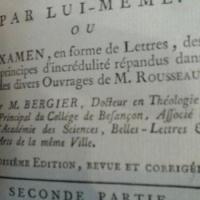 PAR LUI-MÊME
OU
EXAMEN, en forme de Lettres, des
principes d'incrédulité répandus dans
les divers Ouvrages de M. ROUSSEAU
Par M. BERGIER, Docteur en Théologie,
Principal du Collège de Besançon, Associé
l'Académie des Sciences, Belles-Lettres &
Arts de la même Ville.
OISIEME ÉDITION, REVUE ET CORRIGÉE
SECONDE PARTIE